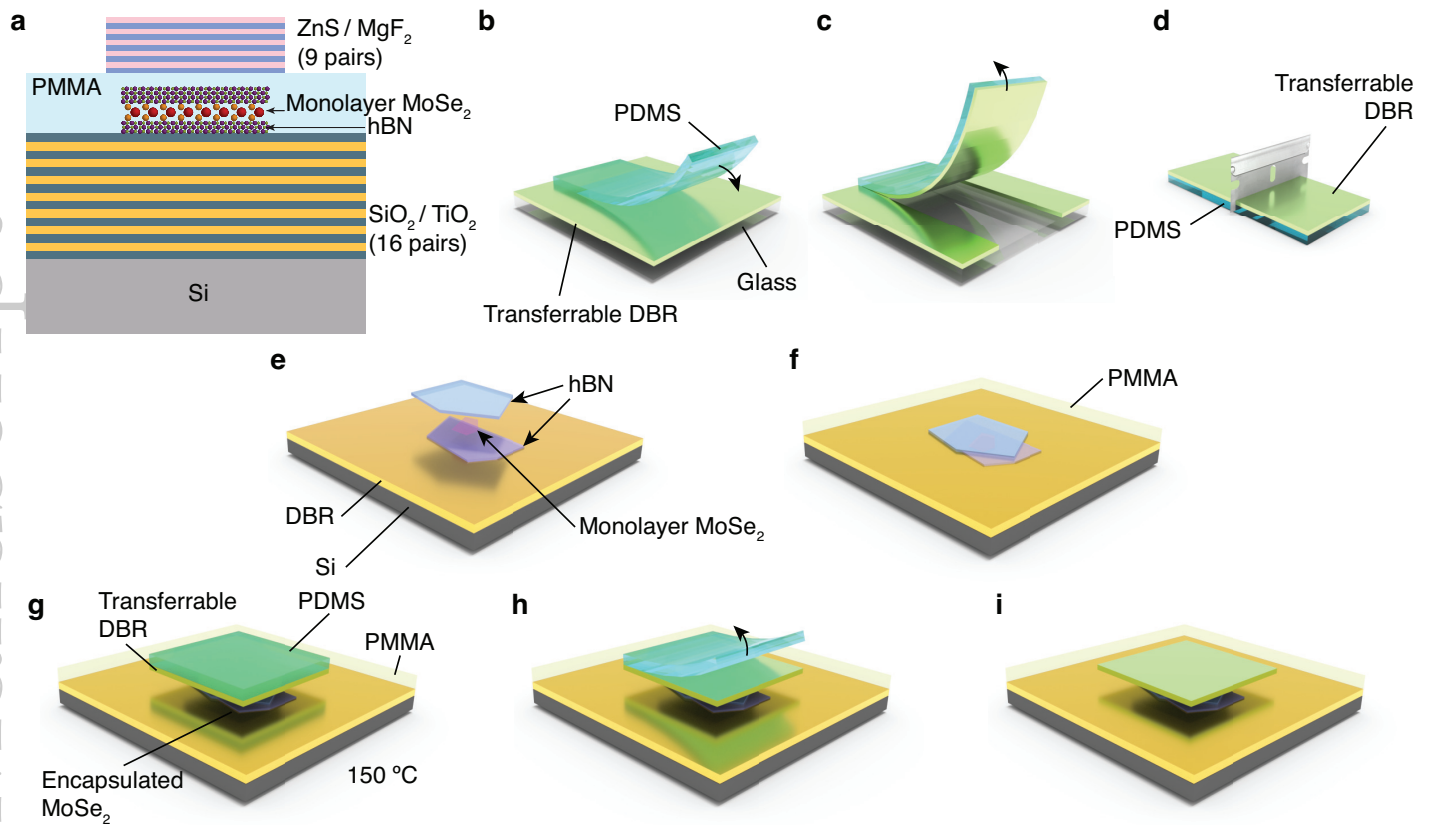 a
ZnS / MgF₂
(9 pairs)
PMMA
Monolayer MoSe₂
hBN
SiO₂ / TiO₂
(16 pairs)
Si
b
PDMS
Glass
Transferrable DBR
c
d
Transferrable
DBR
PDMS
e
hBN
DBR
Monolayer MoSe₂
Si
f
PMMA
g
Transferrable
DBR
PDMS
PMMA
Encapsulated
MoSe₂
150 ºC
h
i